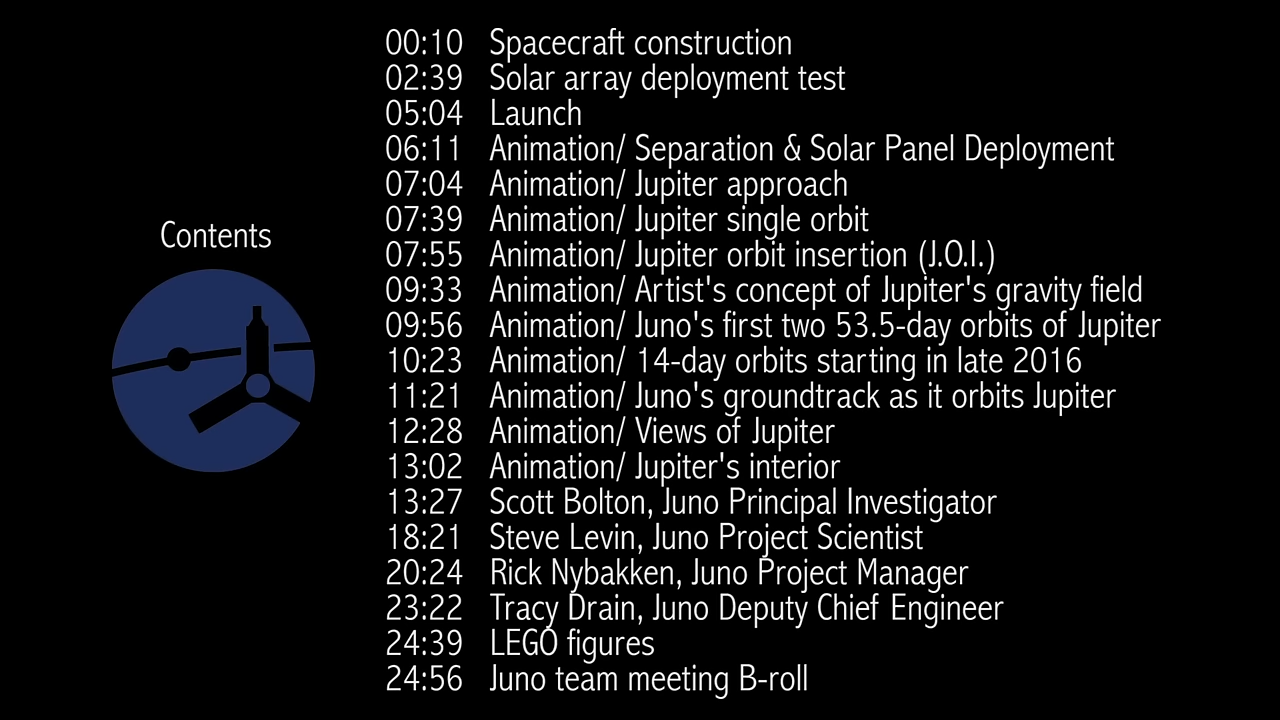 Contents
00:10 Spacecraft construction
02:39 Solar array deployment test
05:04 Launch
06:11 Animation/ Separation & Solar Panel Deployment
07:04 Animation/ Jupiter approach
07:39 Animation/ Jupiter single orbit
07:55 Animation/ Jupiter orbit insertion (J.O.I.)
09:33 Animation/ Artist's concept of Jupiter's gravity field
09:56 Animation/ Juno's first two 53.5-day orbits of Jupiter
10:23 Animation/ 14-day orbits starting in late 2016
11:21 Animation/ Juno's groundtrack as it orbits Jupiter
12:28 Animation/ Views of Jupiter
13:02 Animation/ Jupiter's interior
13:27 Scott Bolton, Juno Principal Investigator
18:21 Steve Levin, Juno Project Scientist
20:24 Rick Nybakken, Juno Project Manager
23:22 Tracy Drain, Juno Deputy Chief Engineer
24:39 LEGO figures
24:56 Juno team meeting B-roll